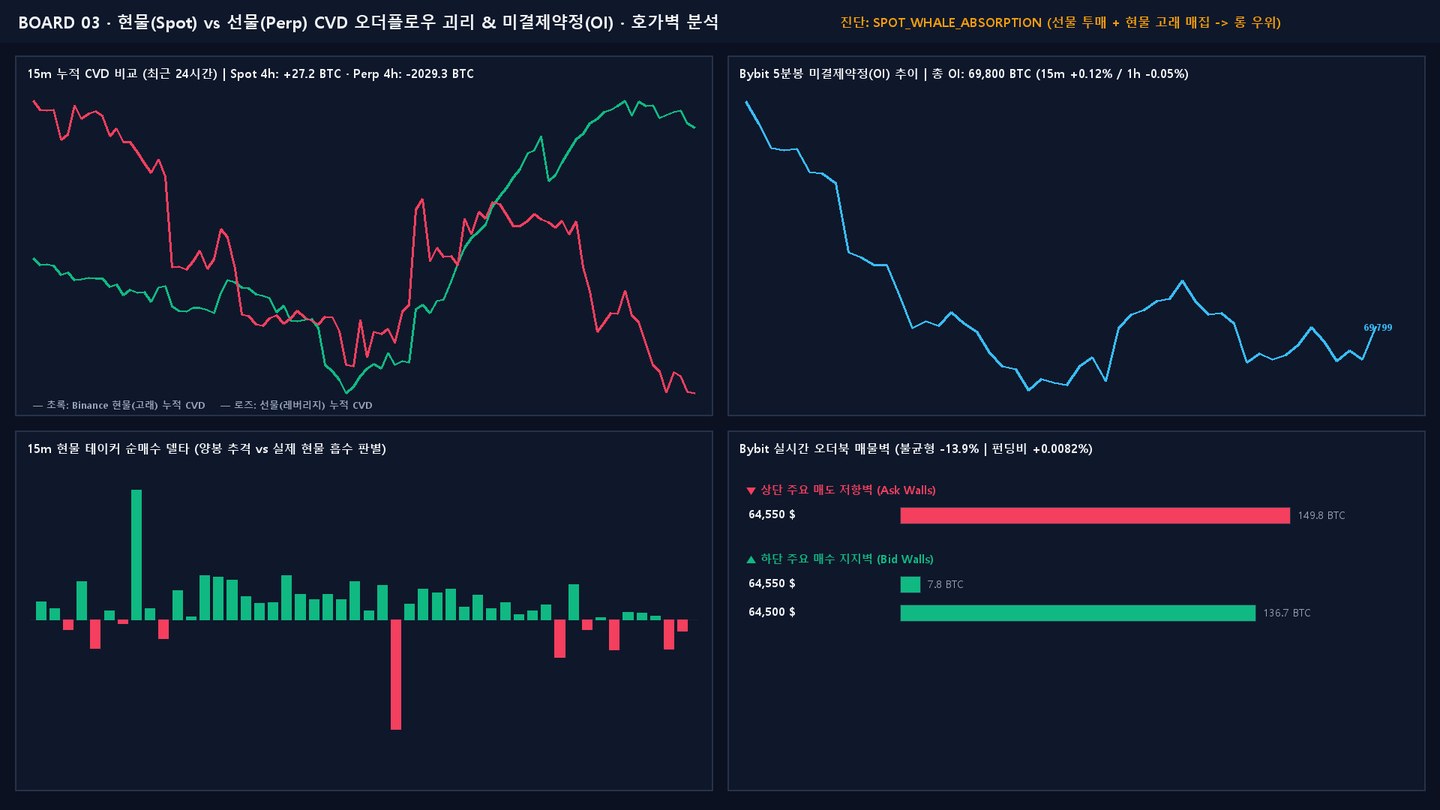 BOARD 03 · 현물(Spot) vs 선물(Perp) CVD 오더플로우 괴리 & 미결제약정(OI) · 호가벽 분석
진단: SPOT_WHALE_ABSORPTION (선물 투매 + 현물 고래 매집 -> 롱 우위)
15m 누적 CVD 비교 (최근 24시간) | Spot 4h: +27.2 BTC · Perp 4h: -2029.3 BTC
— 초록: Binance 현물(고래) 누적 CVD — 로즈: 선물(레버리지) 누적 CVD
Bybit 5분봉 미결제약정(OI) 추이 | 총 OI: 69,800 BTC (15m +0.12% / 1h -0.05%)
69,799
15m 현물 테이커 순매수 델타 (양봉 추격 vs 실제 현물 흡수 판별)
Bybit 실시간 오더북 매물벽 (불균형 -13.9% | 펀딩비 +0.0082%)
▼ 상단 주요 매도 저항벽 (Ask Walls)
64,550 $ 149.8 BTC
▲ 하단 주요 매수 지지벽 (Bid Walls)
64,550 $ 7.8 BTC
64,500 $ 136.7 BTC